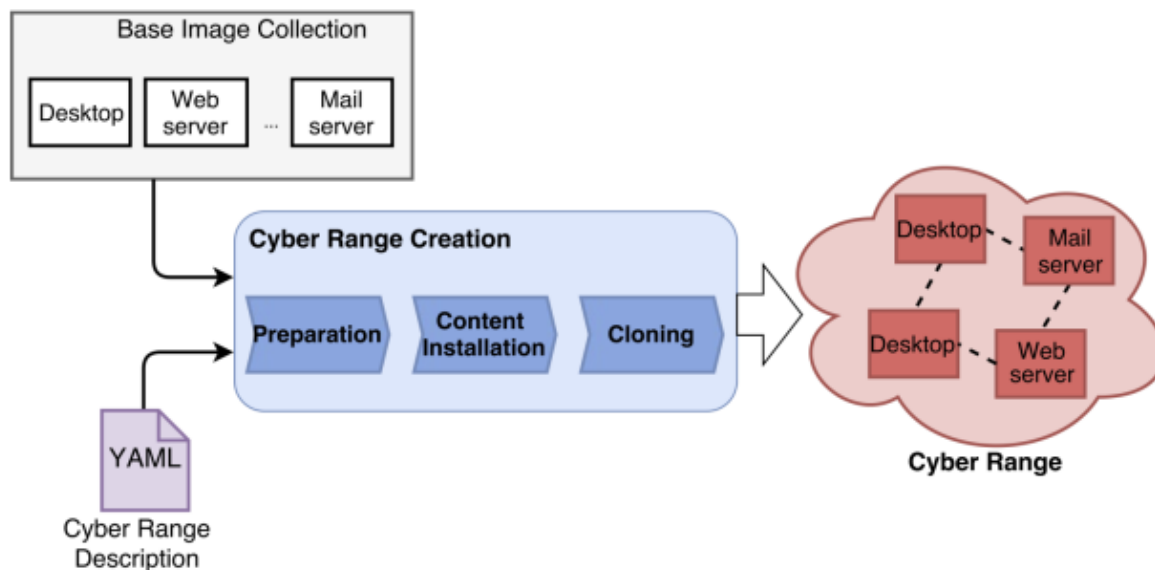 Base Image Collection
Desktop
Web
server
...
Mail
server
Cyber Range Creation
Preparation
Content
Installation
Cloning
YAML
Cyber Range
Description
Desktop
Mail
server
Desktop
Web
server
Cyber Range